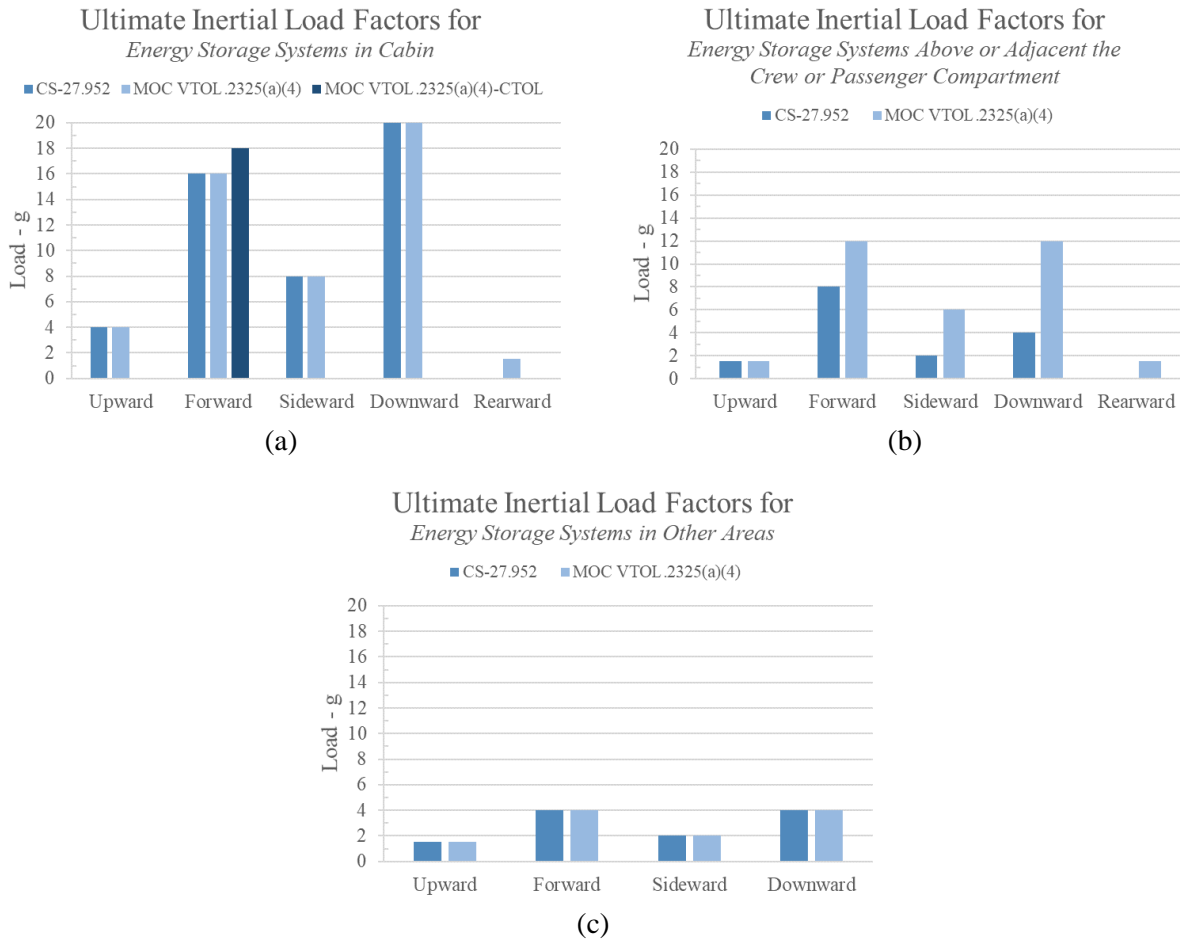 Ultimate Inertial Load Factors for
Energy Storage Systems in Cabin
CS-27.952 MOC VTOL.2325(a)(4) MOC VTOL.2325(a)(4)-CTOL
20
18
16
14
12
10
8
6
4
2
0
Load - g
Upward Forward Sideward Downward Rearward
(a)
Ultimate Inertial Load Factors for
Energy Storage Systems Above or Adjacent the
Crew or Passenger Compartment
CS-27.952 MOC VTOL.2325(a)(4)
20
18
16
14
12
10
8
6
4
2
0
Load - g
Upward Forward Sideward Downward Rearward
(b)
Ultimate Inertial Load Factors for
Energy Storage Systems in Other Areas
CS-27.952 MOC VTOL.2325(a)(4)
20
18
16
14
12
10
8
6
4
2
0
Load - g
Upward Forward Sideward Downward
(c)